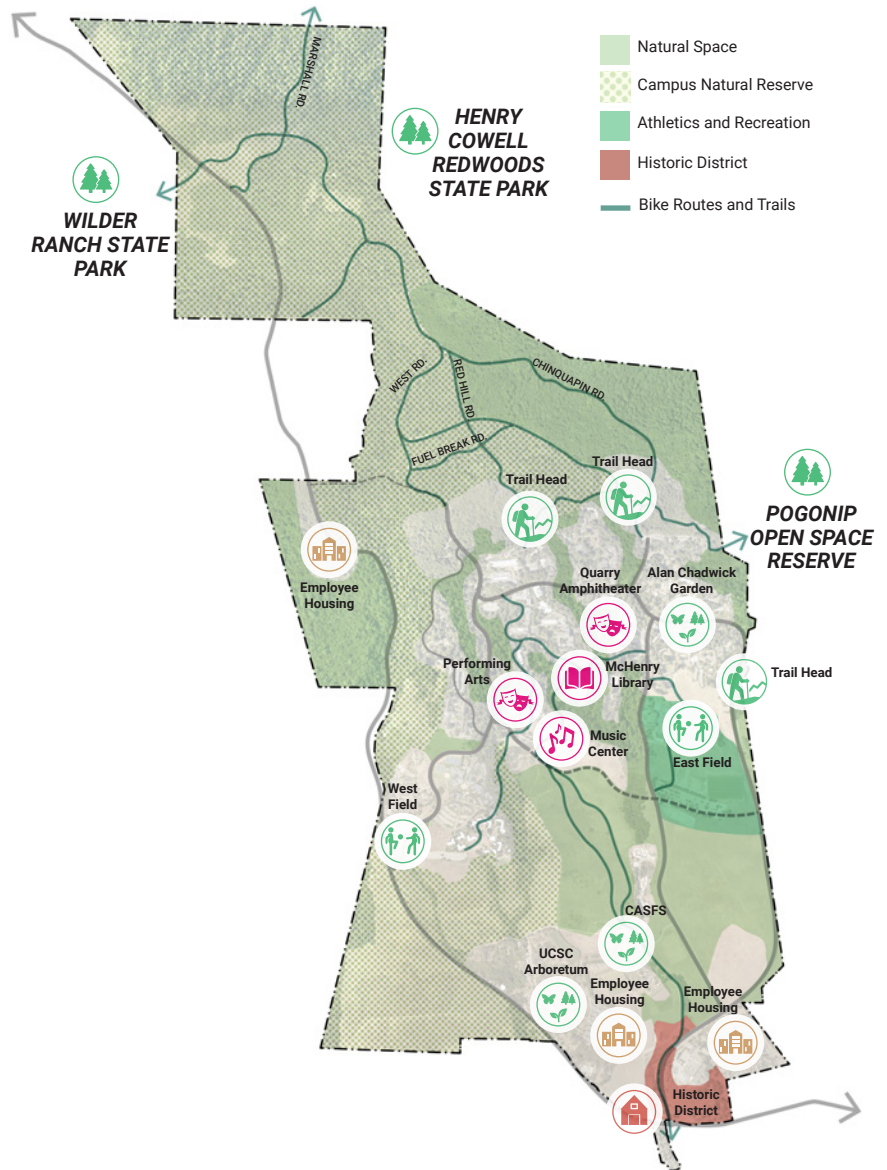 Natural Space
Campus Natural Reserve
Athletics and Recreation
Historic District
Bike Routes and Trails
MARSHALL RD.
HENRY
COWELL
REDWOODS
STATE PARK
WILDER
RANCH STATE
PARK
WEST RD.
RED HILL RD
CHINQUAPIN RD.
FUEL BREAK RD.
Trail Head
Trail Head
POGONIP
OPEN SPACE
RESERVE
Employee
Housing
Quarry
Amphitheater
Alan Chadwick
Garden
Performing
Arts
McHenry
Library
Trail Head
Music
Center
East Field
West
Field
CASFS
UCSC
Arboretum
Employee
Housing
Employee
Housing
Historic
District